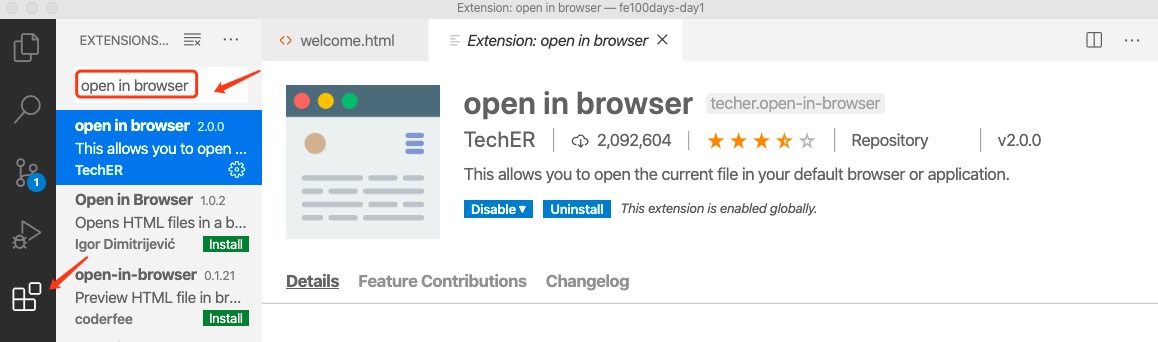 Extension: open in browser — fe100days-day1
EXTENSIONS...
welcome.html
Extension: open in browser
open in browser
open in browser 2.0.0
This allows you to open ...
TechER
Open in Browser 1.0.2
Opens HTML files in a b...
Igor Dimitrijević Install
open-in-browser 0.1.21
Preview HTML file in br...
coderfee Install
1
open in browser techer.open-in-browser
TechER 2,092,604 Repository v2.0.0
This allows you to open the current file in your default browser or application.
Disable Uninstall This extension is enabled globally.
Details Feature Contributions Changelog